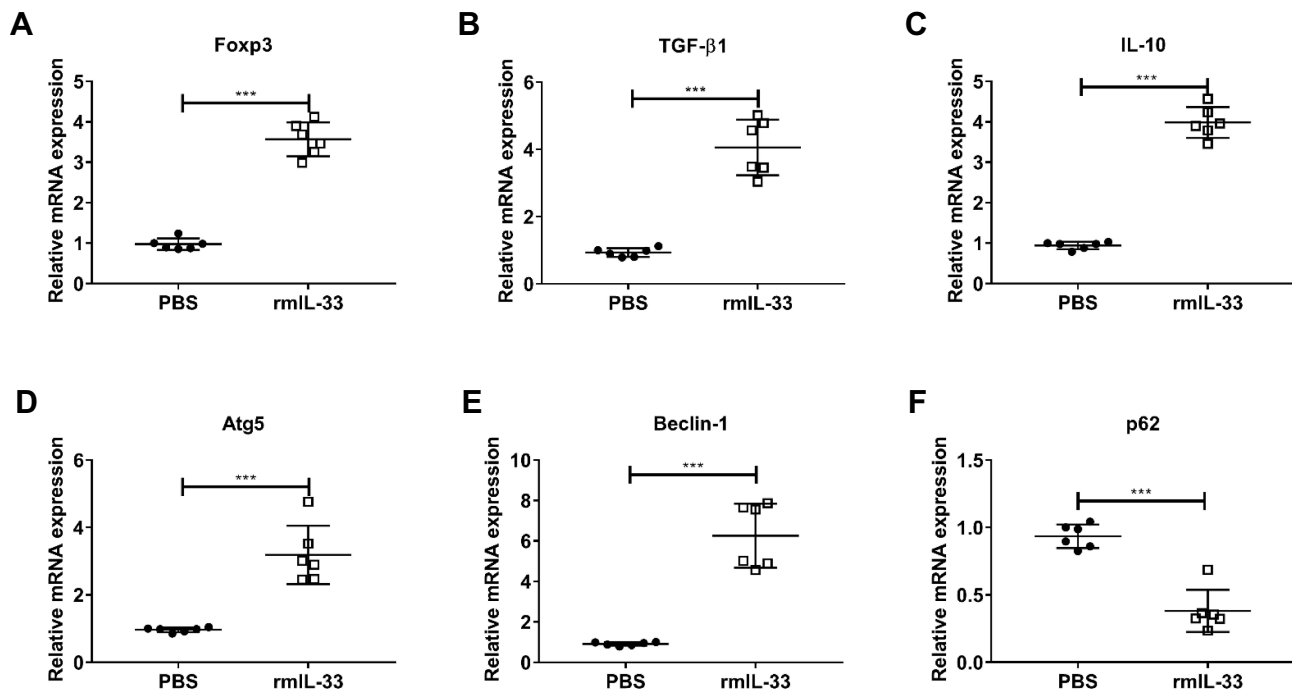 A
Foxp3
Relative mRNA expression
5
4
3
2
1
0
***
PBS
rmIL-33
B
TGF-β1
Relative mRNA expression
6
4
2
0
***
PBS
rmIL-33
C
IL-10
Relative mRNA expression
5
4
3
2
1
0
***
PBS
rmIL-33
D
Atg5
Relative mRNA expression
6
4
2
0
***
PBS
rmIL-33
E
Beclin-1
Relative mRNA expression
10
8
6
4
2
0
***
PBS
rmIL-33
F
p62
Relative mRNA expression
1.5
1.0
0.5
0.0
***
PBS
rmIL-33